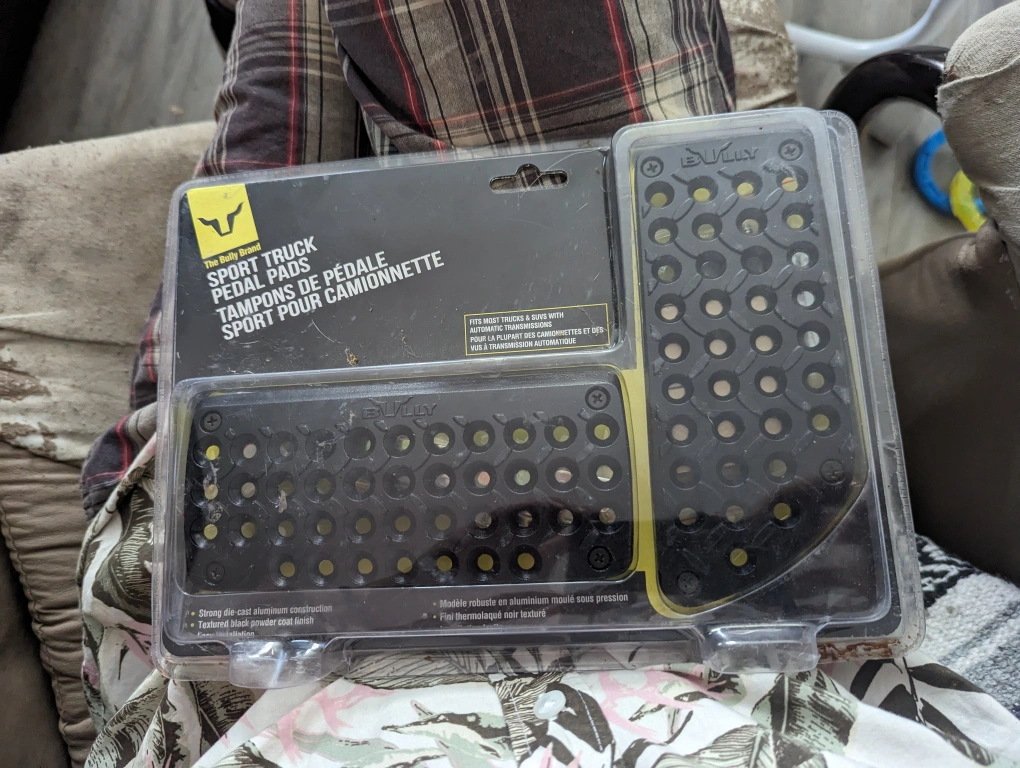 The Bully Brand
SPORT TRUCK
PEDAL PADS
TAMPONS DE PÉDALE
SPORT POUR CAMIONNETTE
FITS MOST TRUCKS & SUVS WITH
AUTOMATIC TRANSMISSIONS
POUR LA PLUPART DES CAMIONNETTES ET DES
VUS À TRANSMISSION AUTOMATIQUE
BULLY
BULLY
• Strong die-cast aluminum construction
• Textured black powder coat finish
Easy installation
• Modèle robuste en aluminium moulé sous pression
• Fini thermolaqué noir texturé